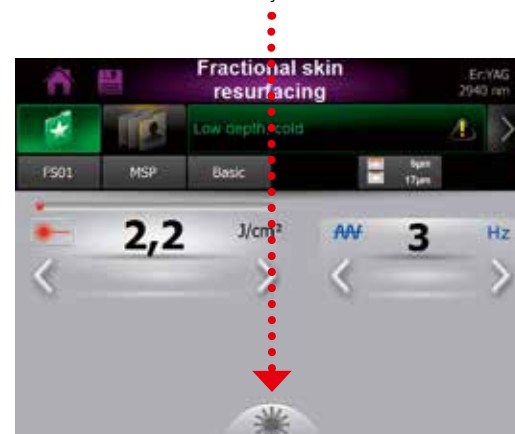 Fractional skin
resurfacing
Er:YAG
2940 nm
Low depth, cold
FS01 MSP Basic
17µm
2,2 J/cm² 3 Hz